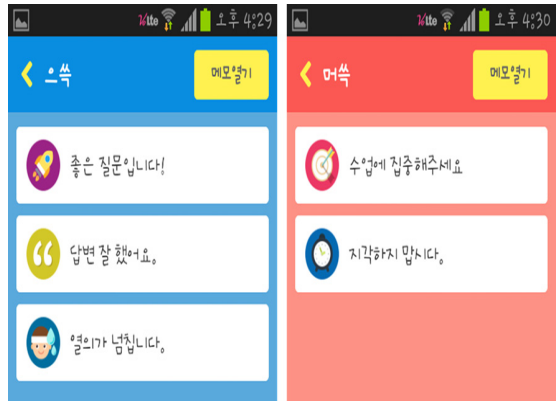 오후 4:29
으쓱
메모열기
좋은 질문입니다!
답변 잘 했어요.
열의가 넘칩니다.
오후 4:30
머쓱
메모열기
수업에 집중해주세요
지각하지 맙시다.